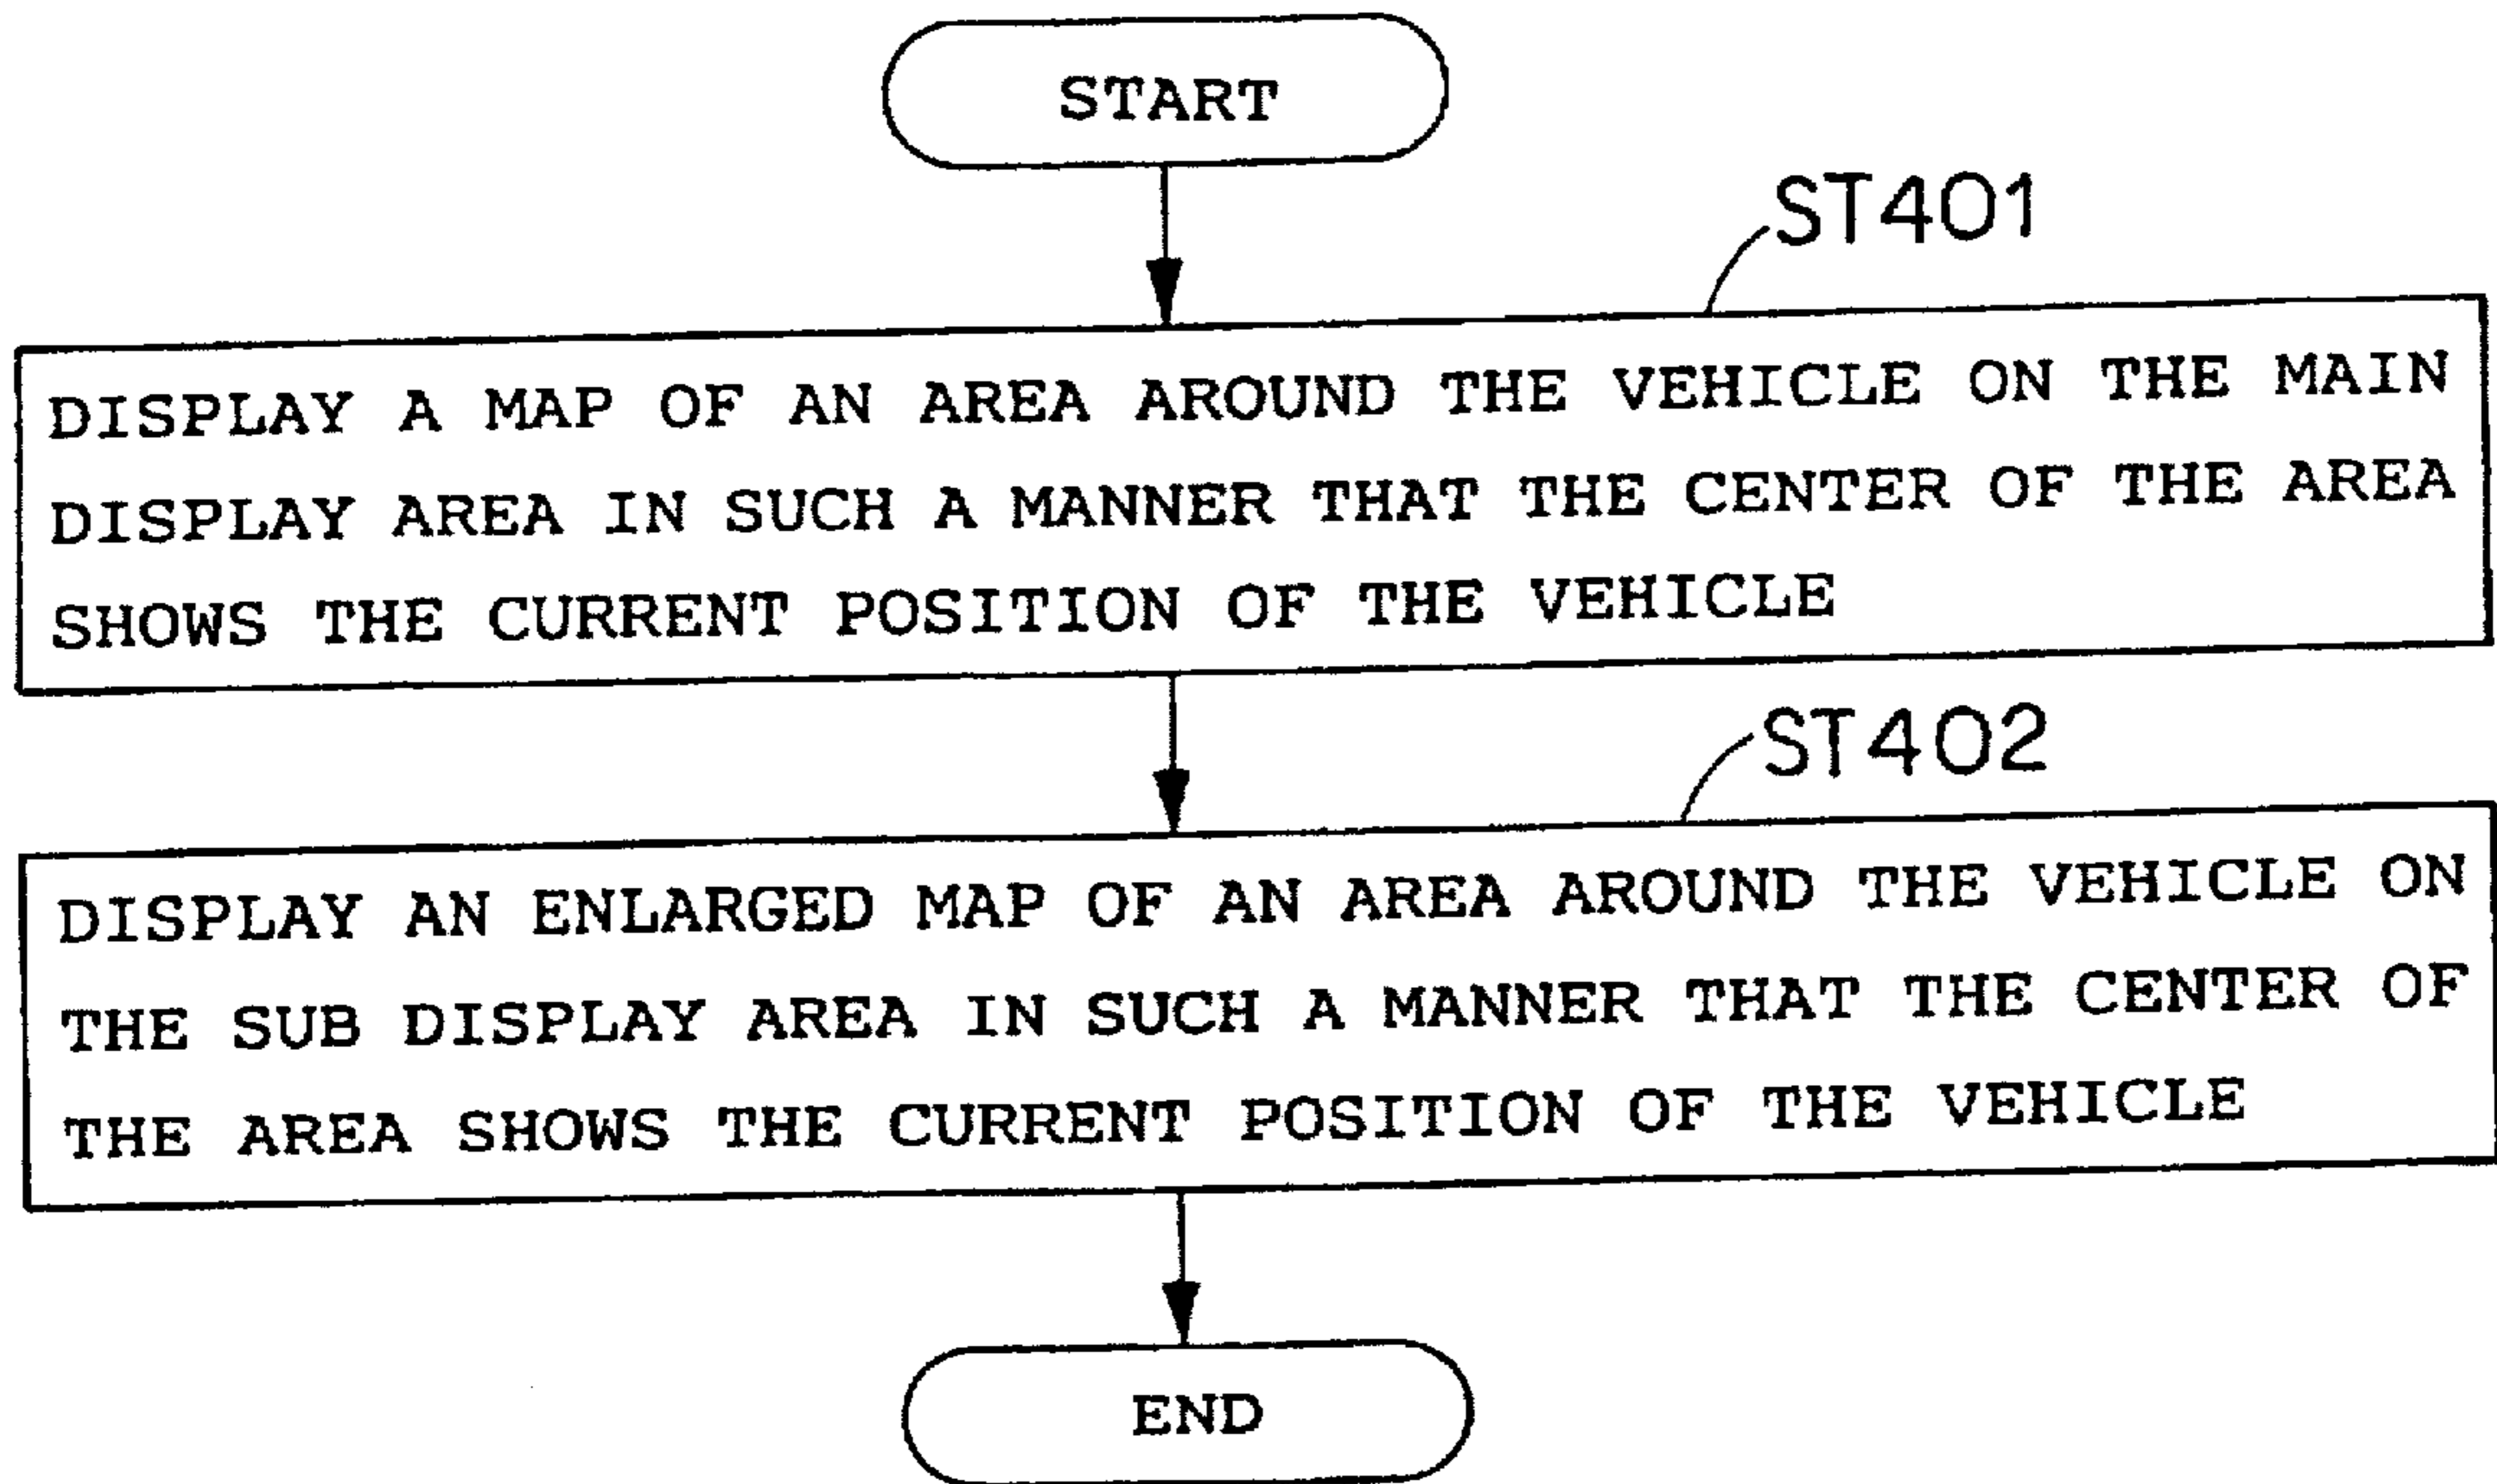 START
ST401
DISPLAY A MAP OF AN AREA AROUND THE VEHICLE ON THE MAIN
DISPLAY AREA IN SUCH A MANNER THAT THE CENTER OF THE AREA
SHOWS THE CURRENT POSITION OF THE VEHICLE
ST402
DISPLAY AN ENLARGED MAP OF AN AREA AROUND THE VEHICLE ON
THE SUB DISPLAY AREA IN SUCH A MANNER THAT THE CENTER OF
THE AREA SHOWS THE CURRENT POSITION OF THE VEHICLE
END